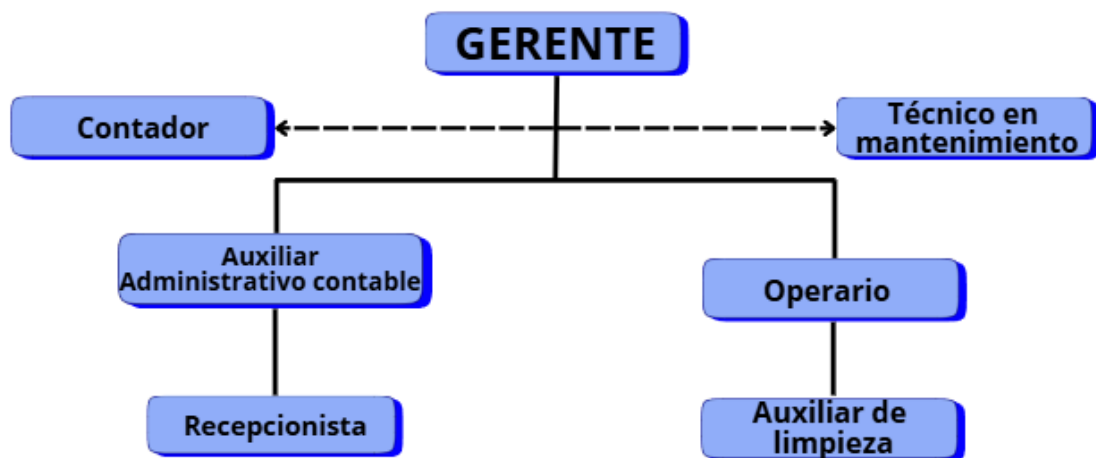 GERENTE
Contador
Técnico en
mantenimiento
Auxiliar
Administrativo contable
Operario
Recepcionista
Auxiliar de
limpieza